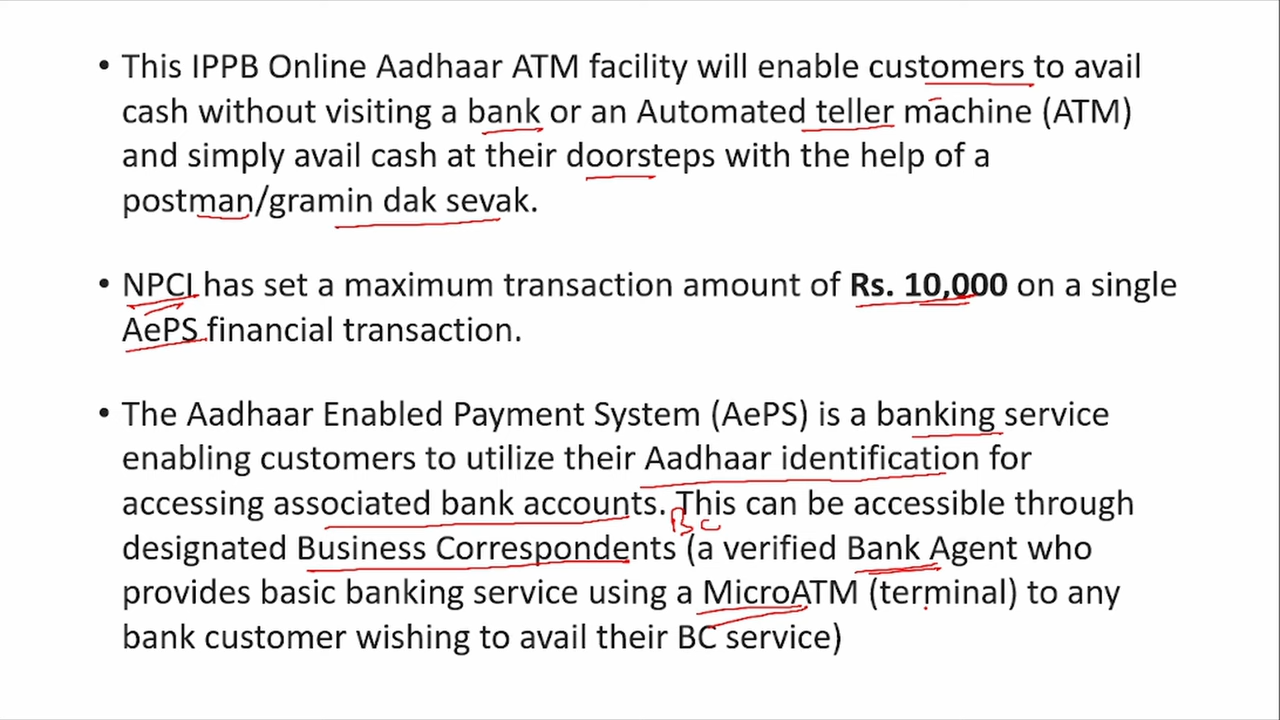 • This IPPB Online Aadhaar ATM facility will enable customers to avail
cash without visiting a bank or an Automated teller machine (ATM)
and simply avail cash at their doorsteps with the help of a
postman/gramin dak sevak.
• NPCI has set a maximum transaction amount of Rs. 10,000 on a single
AePS financial transaction.
• The Aadhaar Enabled Payment System (AePS) is a banking service
enabling customers to utilize their Aadhaar identification for
accessing associated bank accounts. This can be accessible through
BC
designated Business Correspondents (a verified Bank Agent who
provides basic banking service using a MicroATM (terminal) to any
bank customer wishing to avail their BC service)